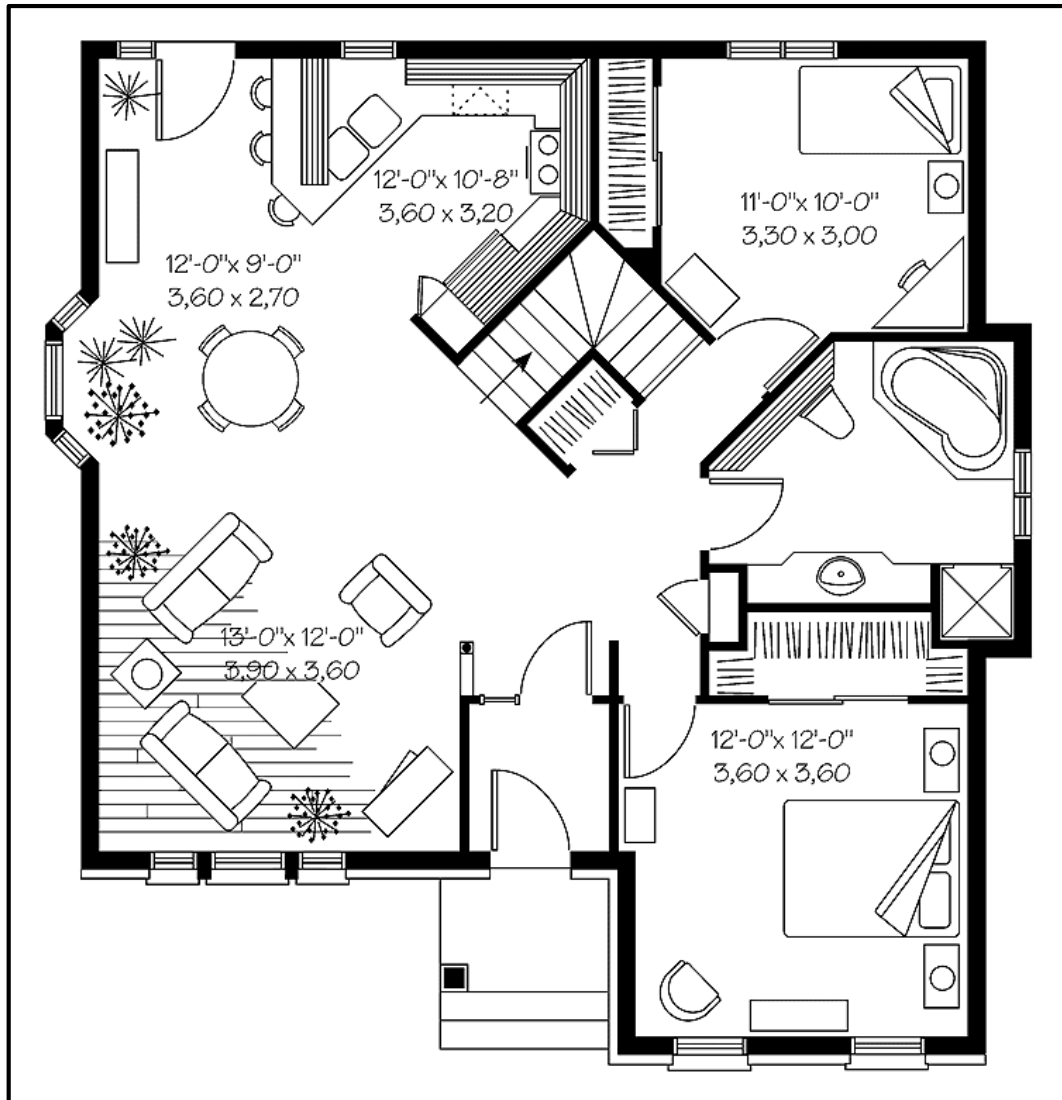 12'-0"x 10'-8"
3,60 x 3,20
11'-0"x 10'-0"
3,30 x 3,00
12'-0"x 9'-0"
3,60 x 2,70
13'-0"x 12'-0"
3,90 x 3,60
12'-0"x 12'-0"
3,60 x 3,60